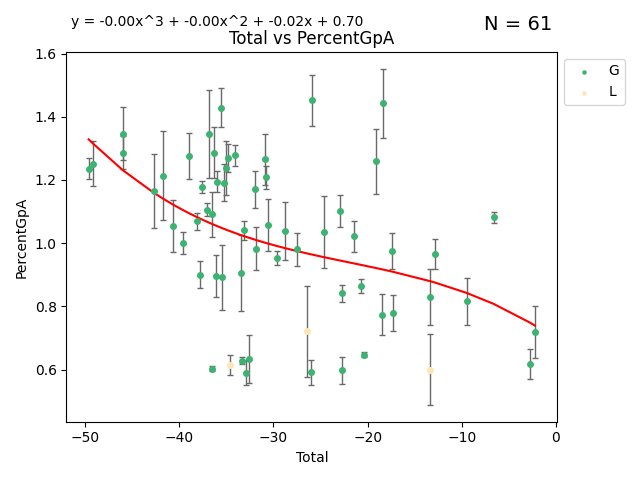 y = -0.00x^3 + -0.00x^2 + -0.02x + 0.70
N = 61
Total vs PercentGpA
G
L
PercentGpA
1.6
1.4
1.2
1.0
0.8
0.6
−50
−40
−30
−20
−10
0
Total